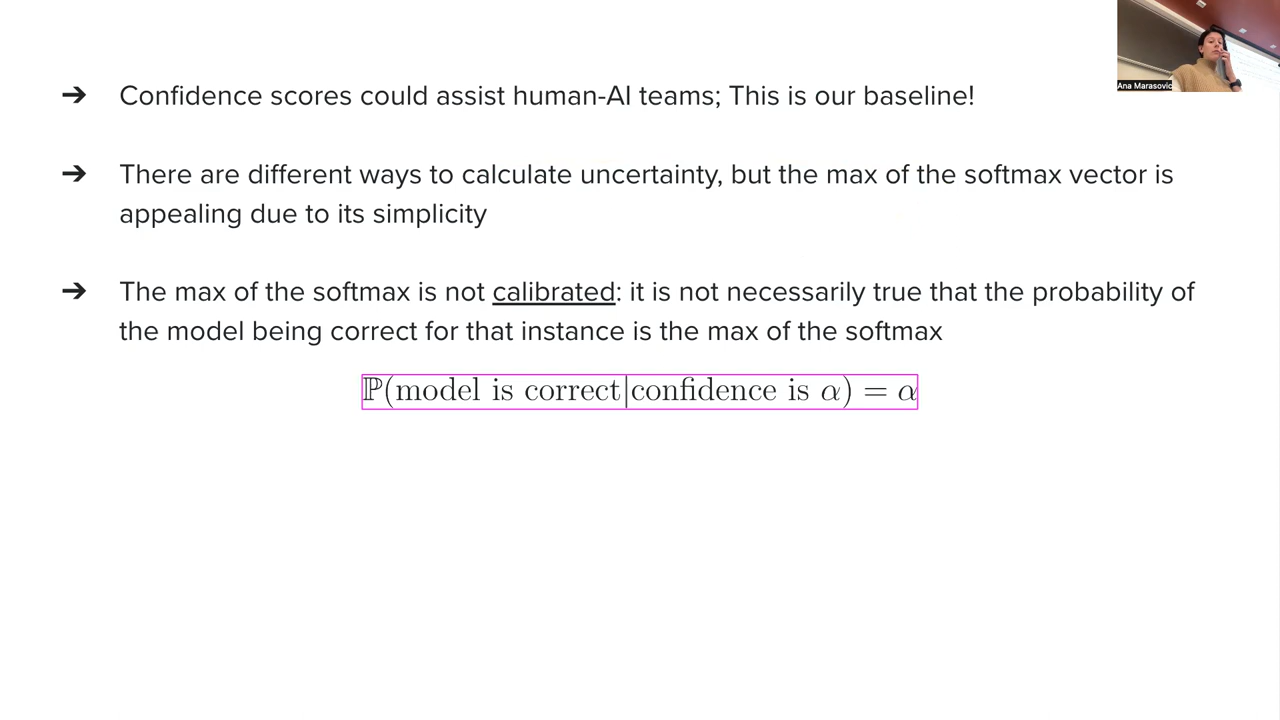 ➔ Confidence scores could assist human-AI teams; This is our baseline!
➔ There are different ways to calculate uncertainty, but the max of the softmax vector is
appealing due to its simplicity
➔ The max of the softmax is not calibrated: it is not necessarily true that the probability of
the model being correct for that instance is the max of the softmax
ℙ(model is correct|confidence is α) = α
Ana Marasovic